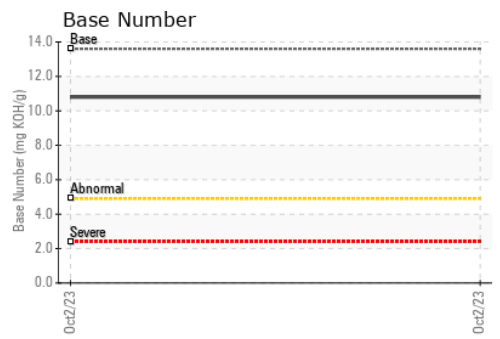 Base Number
Base Number (mg KOH/g)
14.0
Base
12.0
10.0
8.0
6.0
Abnormal
4.0
Severe
2.0
0.0
Oct2/23
Oct2/23